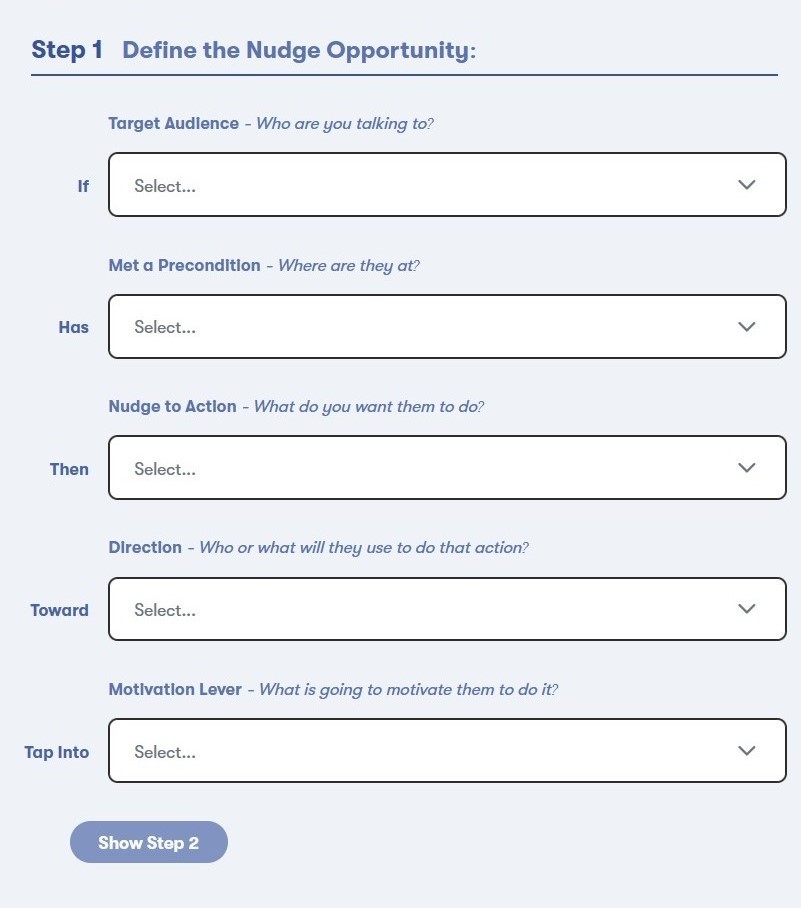 Step 1 Define the Nudge Opportunity:
Target Audience - Who are you talking to?
If Select...
Met a Precondition - Where are they at?
Has Select...
Nudge to Action - What do you want them to do?
Then Select...
Direction - Who or what will they use to do that action?
Toward Select...
Motivation Lever - What is going to motivate them to do it?
Tap Into Select...
Show Step 2